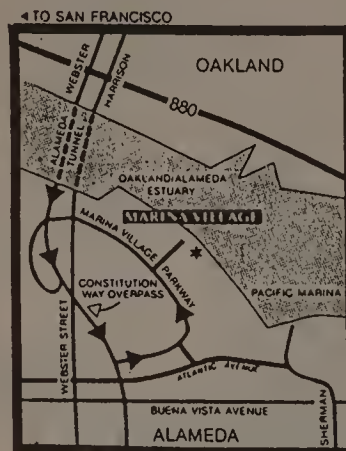 ◄ TO SAN FRANCISCO
WEBSTER
HARRISON
OAKLAND
880
ALAMEDA
TUNNEL
OAKLAND/ALAMEDA
ESTUARY
MARINA VILLAGE
MARINA VILLAGE PARKWAY
PACIFIC MARINA
CONSTITUTION
WAY OVERPASS
WEBSTER STREET
ATLANTIC AVENUE
BUENA VISTA AVENUE
SHERMAN
ALAMEDA